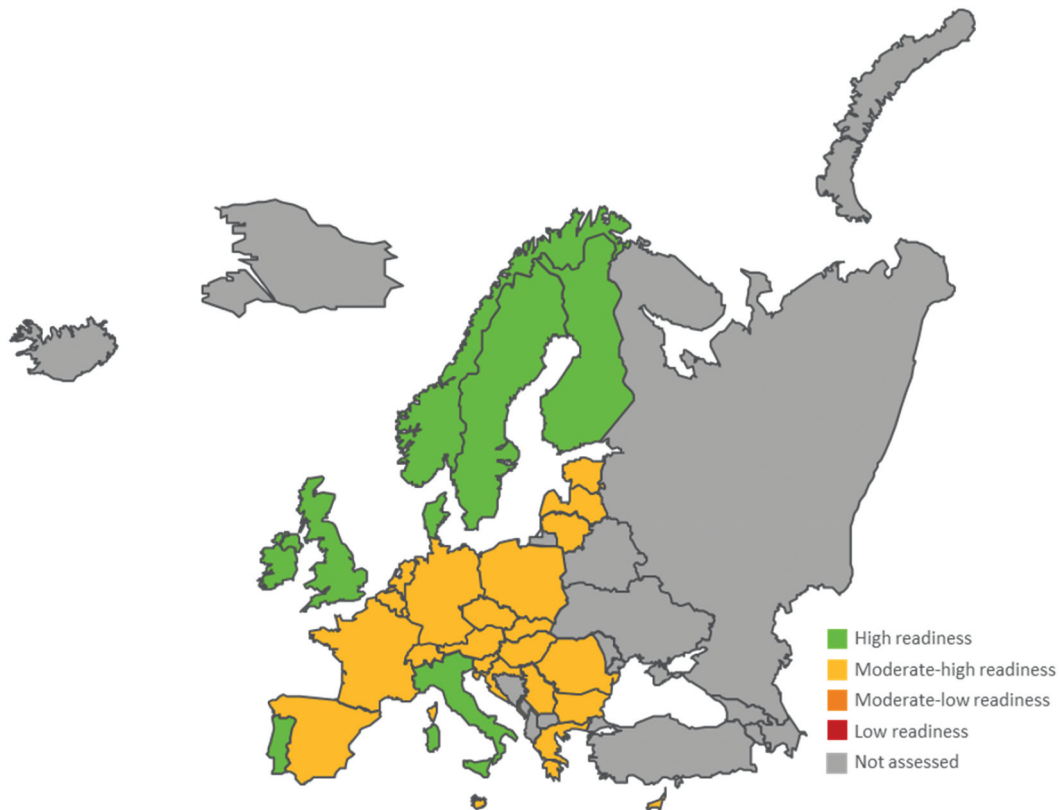 High readiness
Moderate-high readiness
Moderate-low readiness
Low readiness
Not assessed